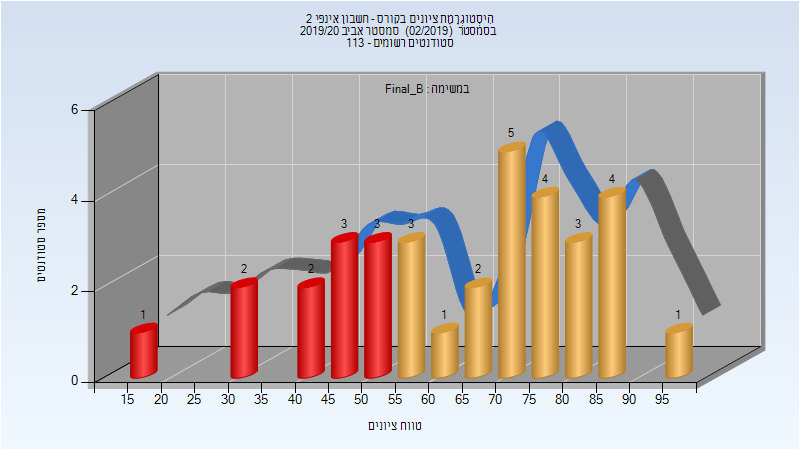 היסטוגרמת ציונים בקורס - חשבון אינפי 2
בסמסטר (02/2019) סמסטר אביב 2019/20
סטודנטים רשומים - 113
במשימה: Final_B
מספר סטודנטים
6
4
2
0
1
2
2
3
3
3
1
2
5
4
3
4
1
15 20 25 30 35 40 45 50 55 60 65 70 75 80 85 90 95
טווח ציונים